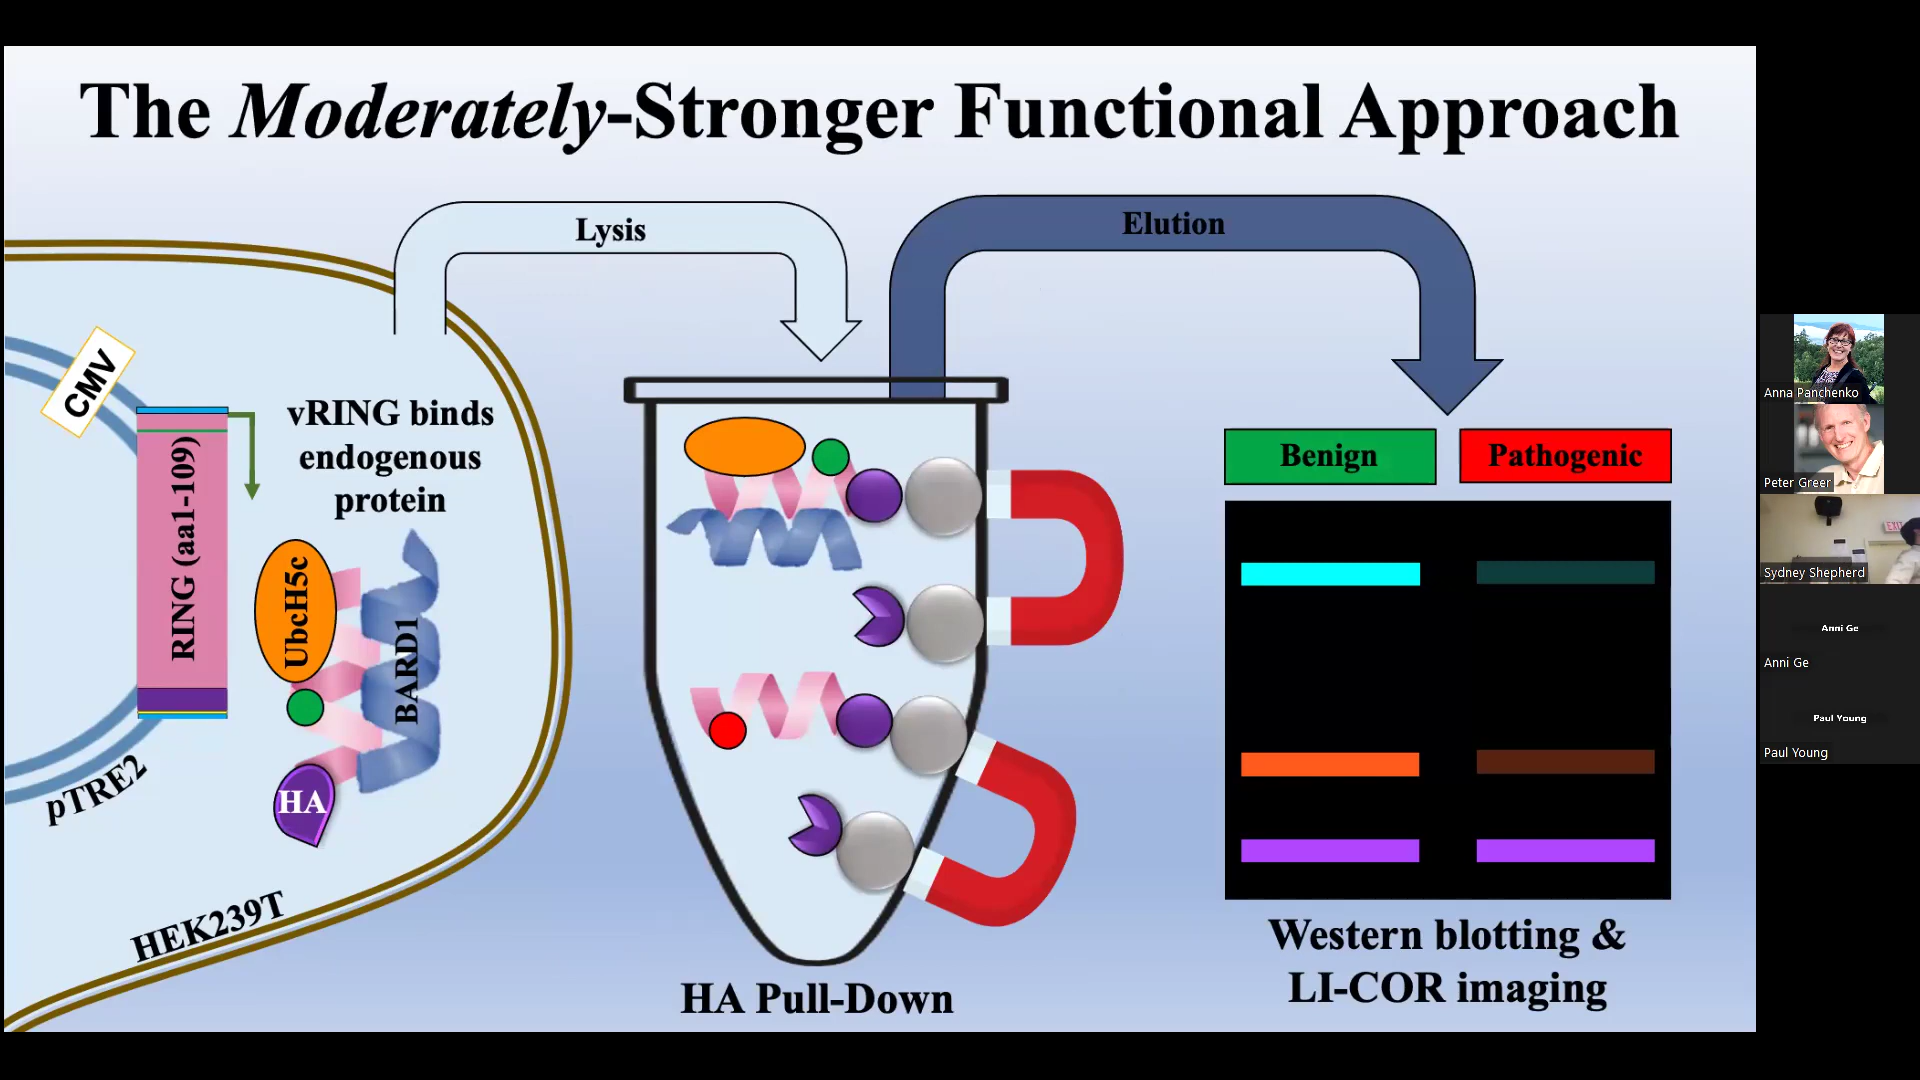 The Moderately-Stronger Functional Approach
Lysis
Elution
CMV
RING (aa1-109)
vRING binds
endogenous
protein
UbcH5c
BARD1
HA
pTRE2
HEK239T
HA Pull-Down
Benign
Pathogenic
Western blotting &
LI-COR imaging
Anna Panchenko
Peter Greer
EXIT
Sydney Shepherd
Anni Ge
Anni Ge
Paul Young
Paul Young